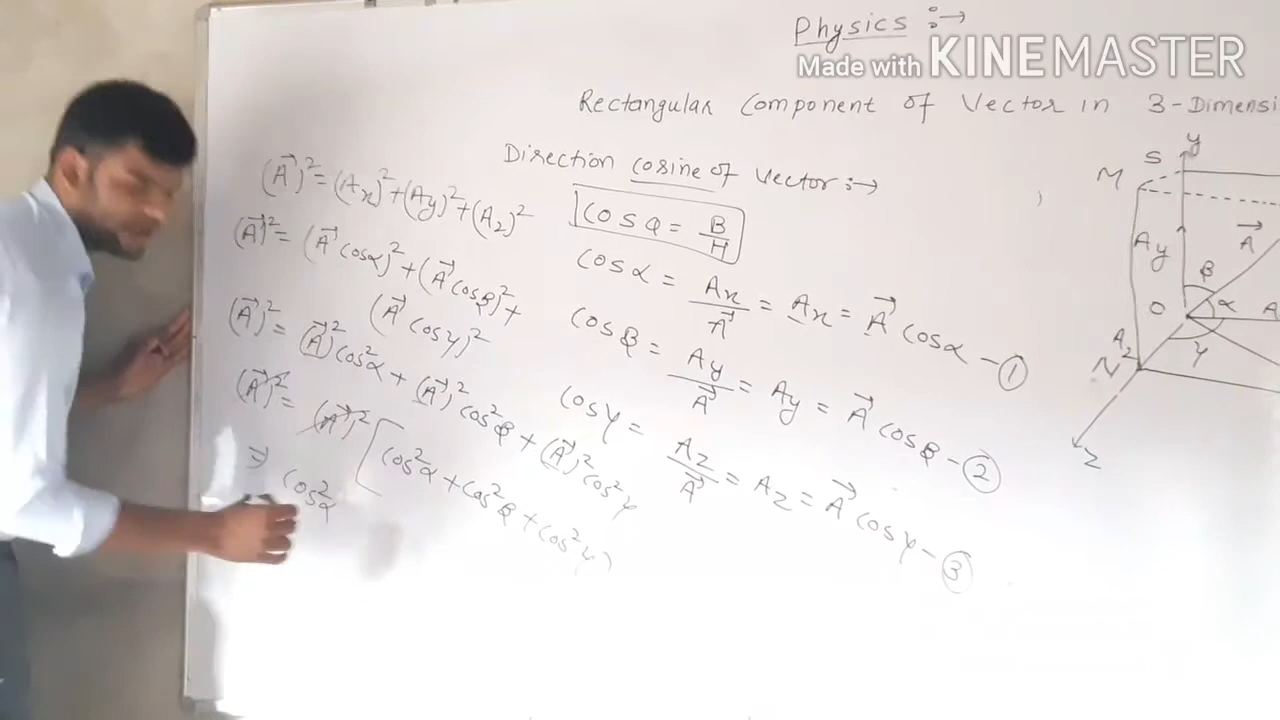 Physics :→
Made with KINEMASTER
Rectangular Component of Vector in 3-Dimensi
Direction cosine of Vector :→
(A⃗)² = (Ax)² + (Ay)² + (Az)²
(A⃗)² = (A⃗ cosα)² + (A⃗ cosβ)² +
(A⃗ cosγ)²
(A⃗)² = (A⃗)² cos²α + (A⃗)² cos²β + (A⃗)² cos²γ
(A⃗)² = (A⃗)² [cos²α + cos²β + cos²γ)
⇒ cos²α
cos Q = B/H
cosα = Ax/A⃗ = Ax = A⃗ cosα - ①
cosβ = Ay/A⃗ = Ay = A⃗ cosβ - ②
cosγ = Az/A⃗ = Az = A⃗ cosγ - ③
y
S
M
A⃗
Ay
β
α
O
A
γ
Az
N
Z